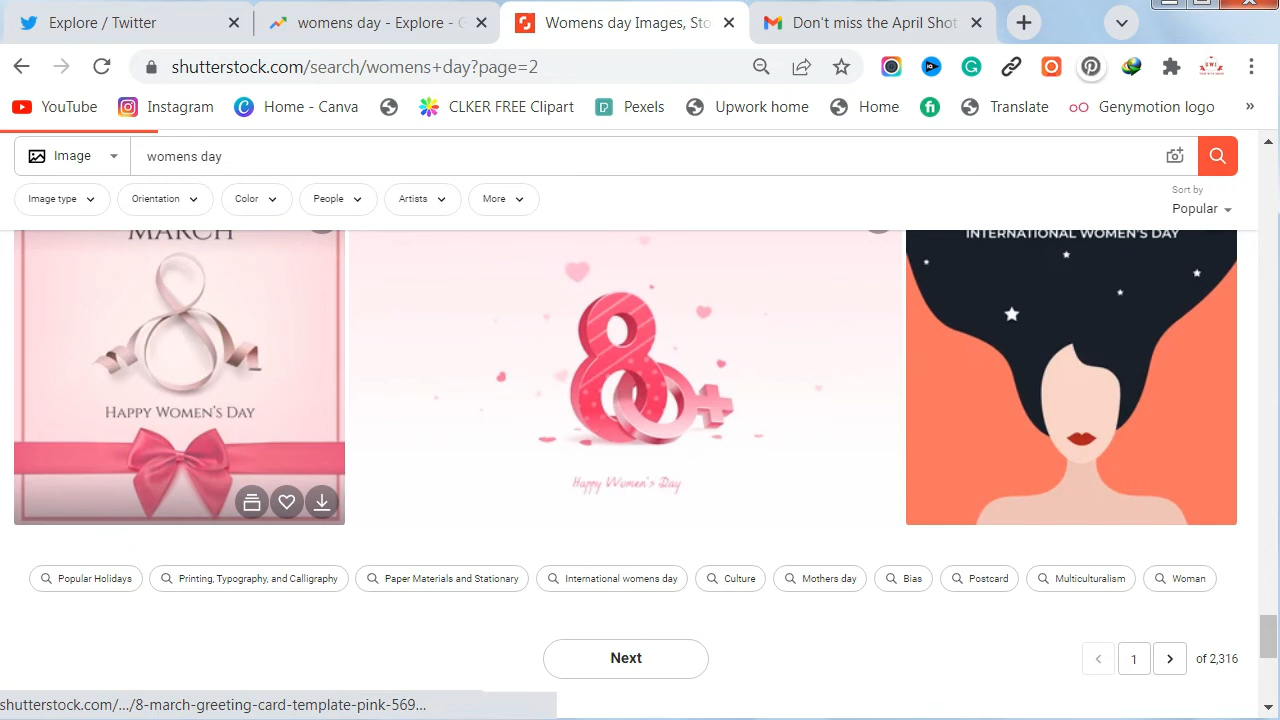 Explore / Twitter
womens day - Explore - G
Womens day Images, Sto
Don't miss the April Shot
shutterstock.com/search/womens+day?page=2
YouTube
Instagram
Home - Canva
CLKER FREE Clipart
Pexels
Upwork home
Home
Translate
Genymotion logo
»
Image
womens day
Image type
Orientation
Color
People
Artists
More
Sort by
Popular
MARCH
HAPPY WOMEN'S DAY
Happy Women's Day
INTERNATIONAL WOMEN'S DAY
Popular Holidays
Printing, Typography, and Calligraphy
Paper Materials and Stationary
International womens day
Culture
Mothers day
Bias
Postcard
Multiculturalism
Woman
Next
1
of 2,316
shutterstock.com/.../8-march-greeting-card-template-pink-569...